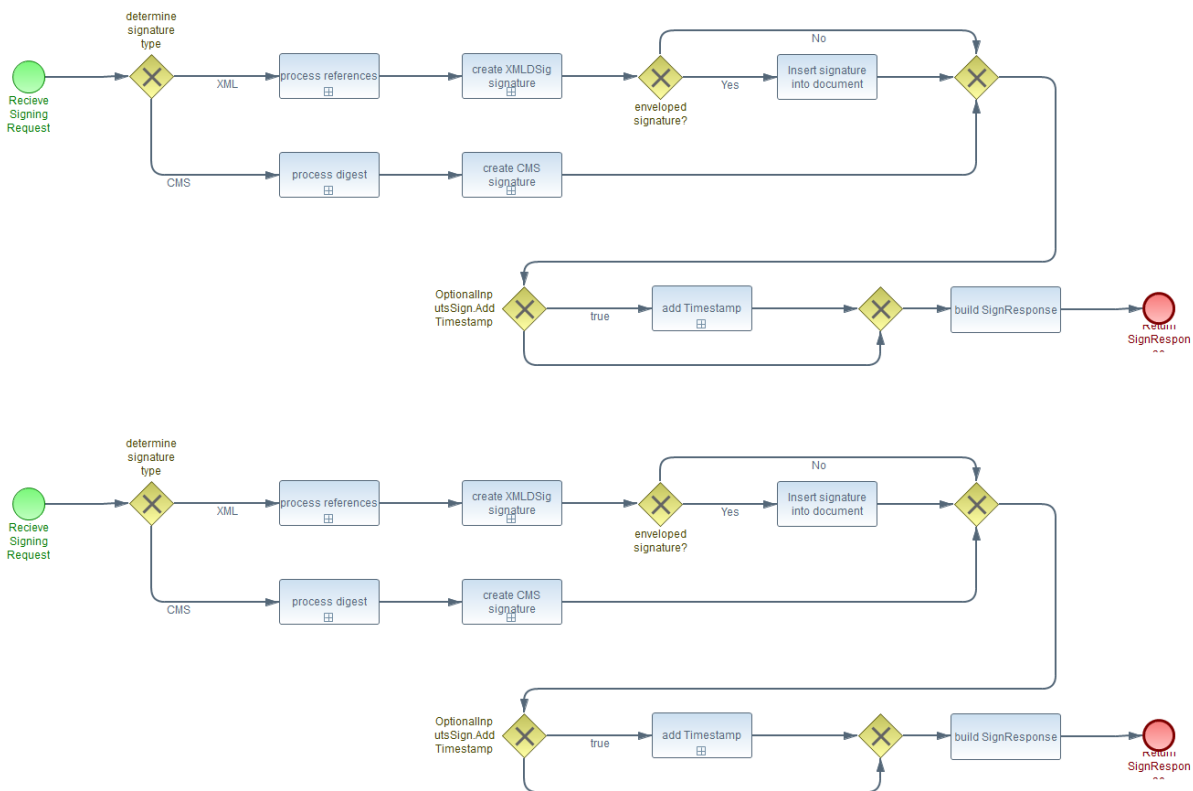 determine
signature
type
No
process references
create XMLDSig
signature
Insert signature
into document
XML
Yes
Recieve
Signing
Request
enveloped
signature?
process digest
create CMS
signature
CMS
OptionalInp
utsSign.Add
Timestamp
add Timestamp
build SignResponse
true
Return
SignRespon
determine
signature
type
No
process references
create XMLDSig
signature
Insert signature
into document
XML
Yes
Recieve
Signing
Request
enveloped
signature?
process digest
create CMS
signature
CMS
OptionalInp
utsSign.Add
Timestamp
add Timestamp
build SignResponse
true
Return
SignRespon